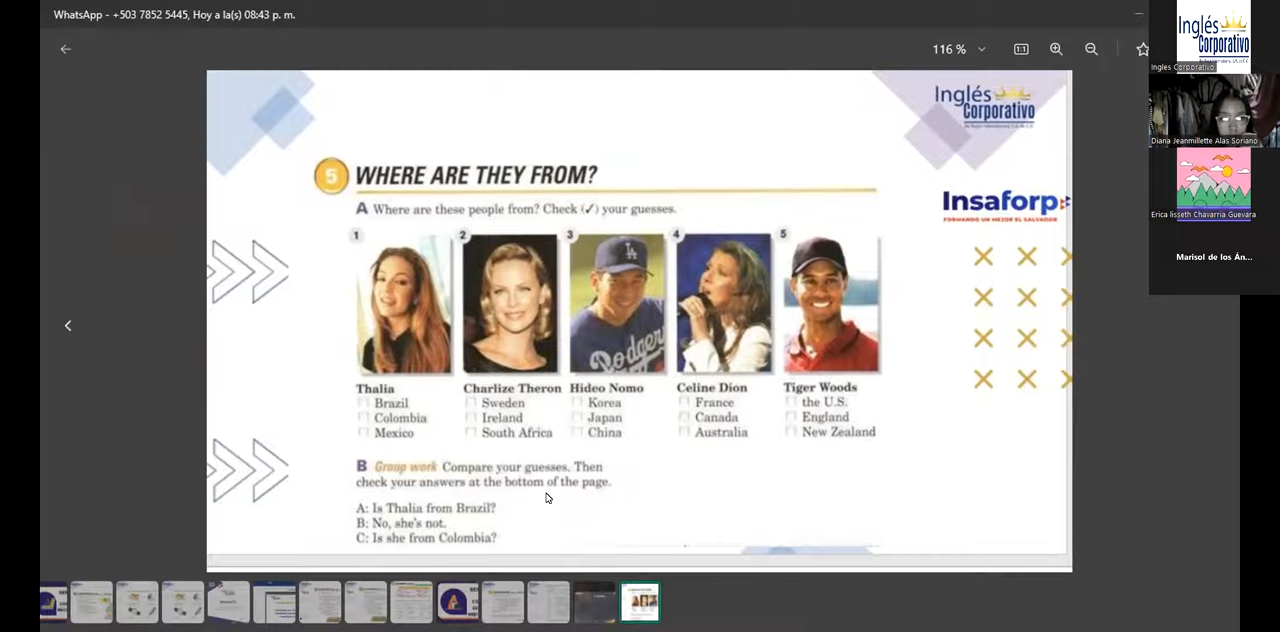 WhatsApp - +503 7852 5445, Hoy a la(s) 08:43 p. m.
116 %
1:1
Inglés
Corporativo
Ingles Corporativo
Diana Jeanmillette Alas Soriano
Erica lisseth Chavarria Guevara
Marisol de los Án...
Inglés
Corporativo
Insaforp
FORMANDO UN MEJOR EL SALVADOR
5 WHERE ARE THEY FROM?
A Where are these people from? Check (✓) your guesses.
1 2 3 4 5
LA
Dodgers
Thalia
Brazil
Colombia
Mexico
Charlize Theron
Sweden
Ireland
South Africa
Hideo Nomo
Korea
Japan
China
Celine Dion
France
Canada
Australia
Tiger Woods
the U.S.
England
New Zealand
B Group work Compare your guesses. Then
check your answers at the bottom of the page.
A: Is Thalia from Brazil?
B: No, she's not.
C: Is she from Colombia?